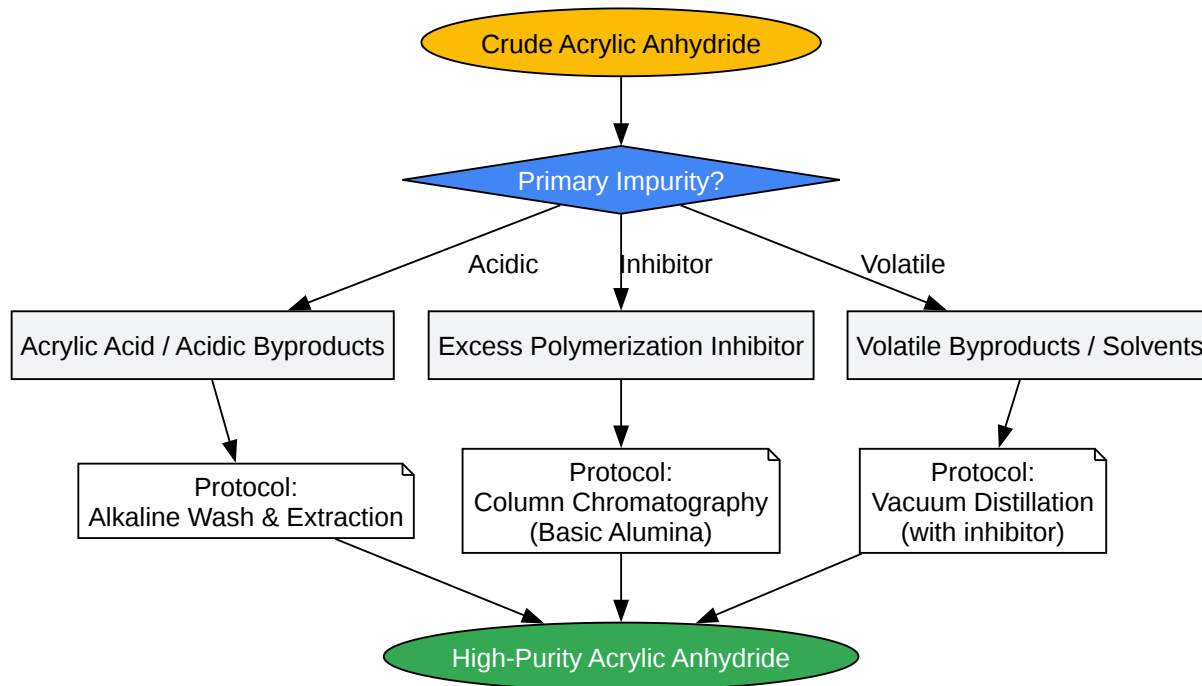 Crude Acrylic Anhydride
Primary Impurity?
Acidic
Inhibitor
Volatile
Acrylic Acid / Acidic Byproducts
Excess Polymerization Inhibitor
Volatile Byproducts / Solvents
Protocol:
Alkaline Wash & Extraction
Protocol:
Column Chromatography
(Basic Alumina)
Protocol:
Vacuum Distillation
(with inhibitor)
High-Purity Acrylic Anhydride